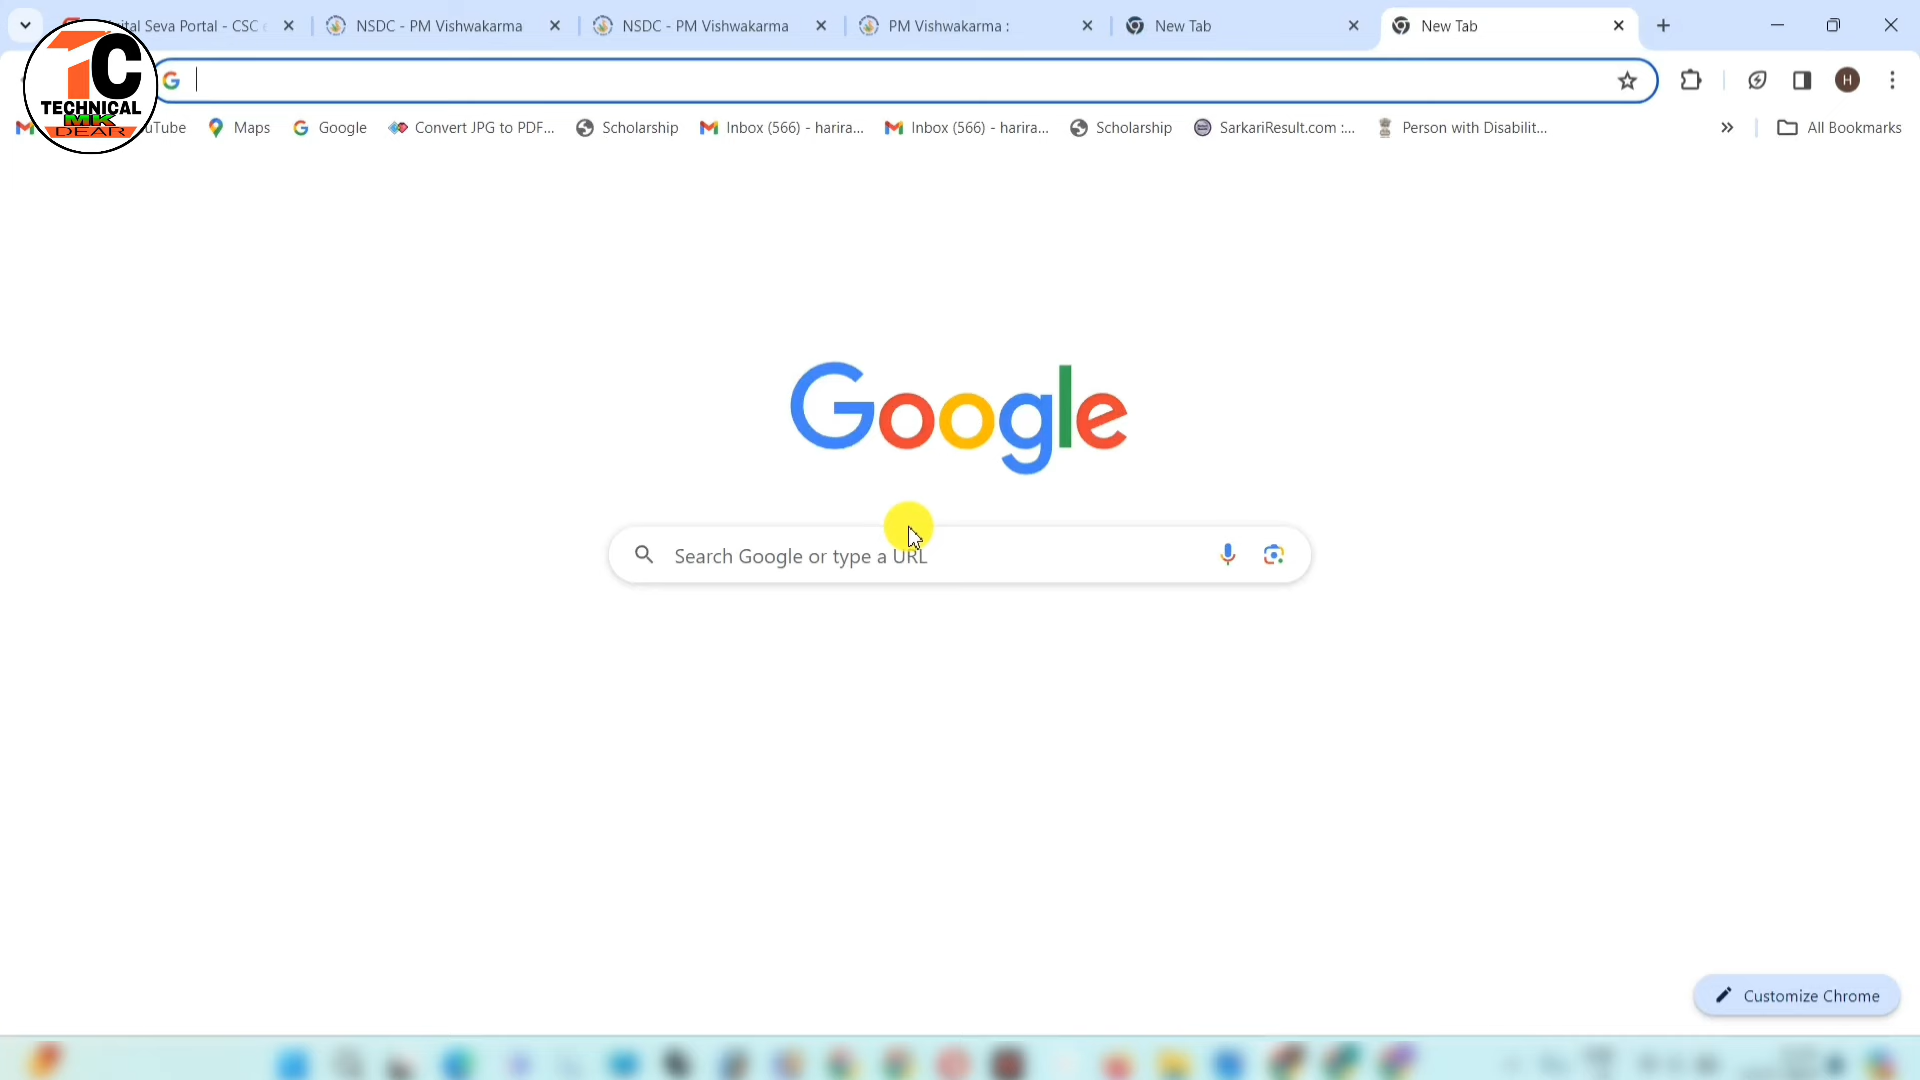 ital Seva Portal - CSC
NSDC - PM Vishwakarma
NSDC - PM Vishwakarma
PM Vishwakarma :
New Tab
New Tab
TC
TECHNICAL
MK
DEAR
H
uTube
Maps
Google
Convert JPG to PDF...
Scholarship
Inbox (566) - harira...
Inbox (566) - harira...
Scholarship
SarkariResult.com :...
Person with Disabilit...
All Bookmarks
Google
Search Google or type a URL
Customize Chrome